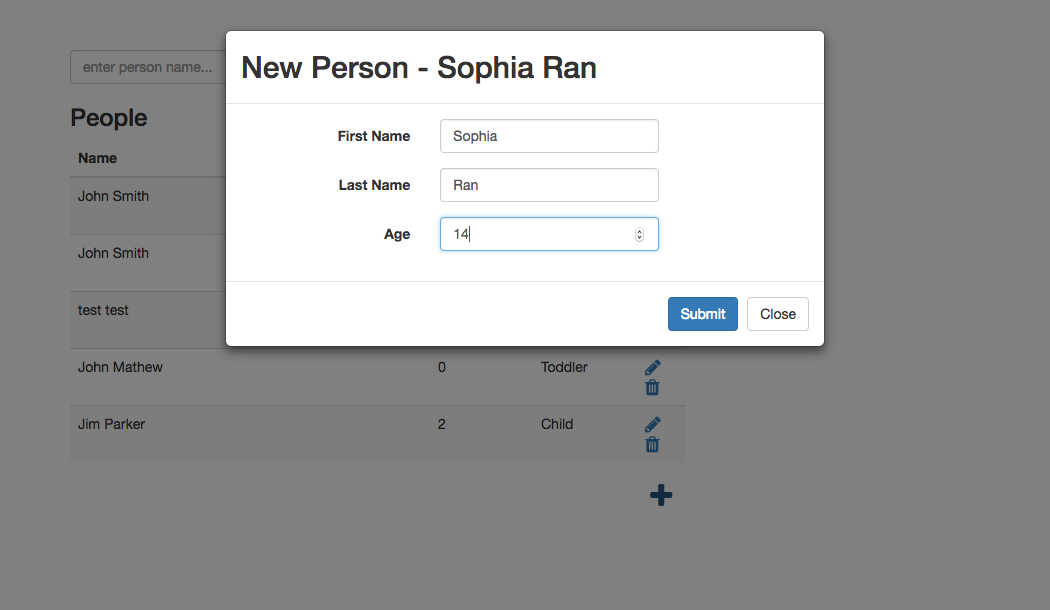 New Person - Sophia Ran
First Name Sophia
Last Name Ran
Age 14
Submit Close
enter person name...
People
Name
John Smith
John Smith
test test
John Mathew 0 Toddler
Jim Parker 2 Child